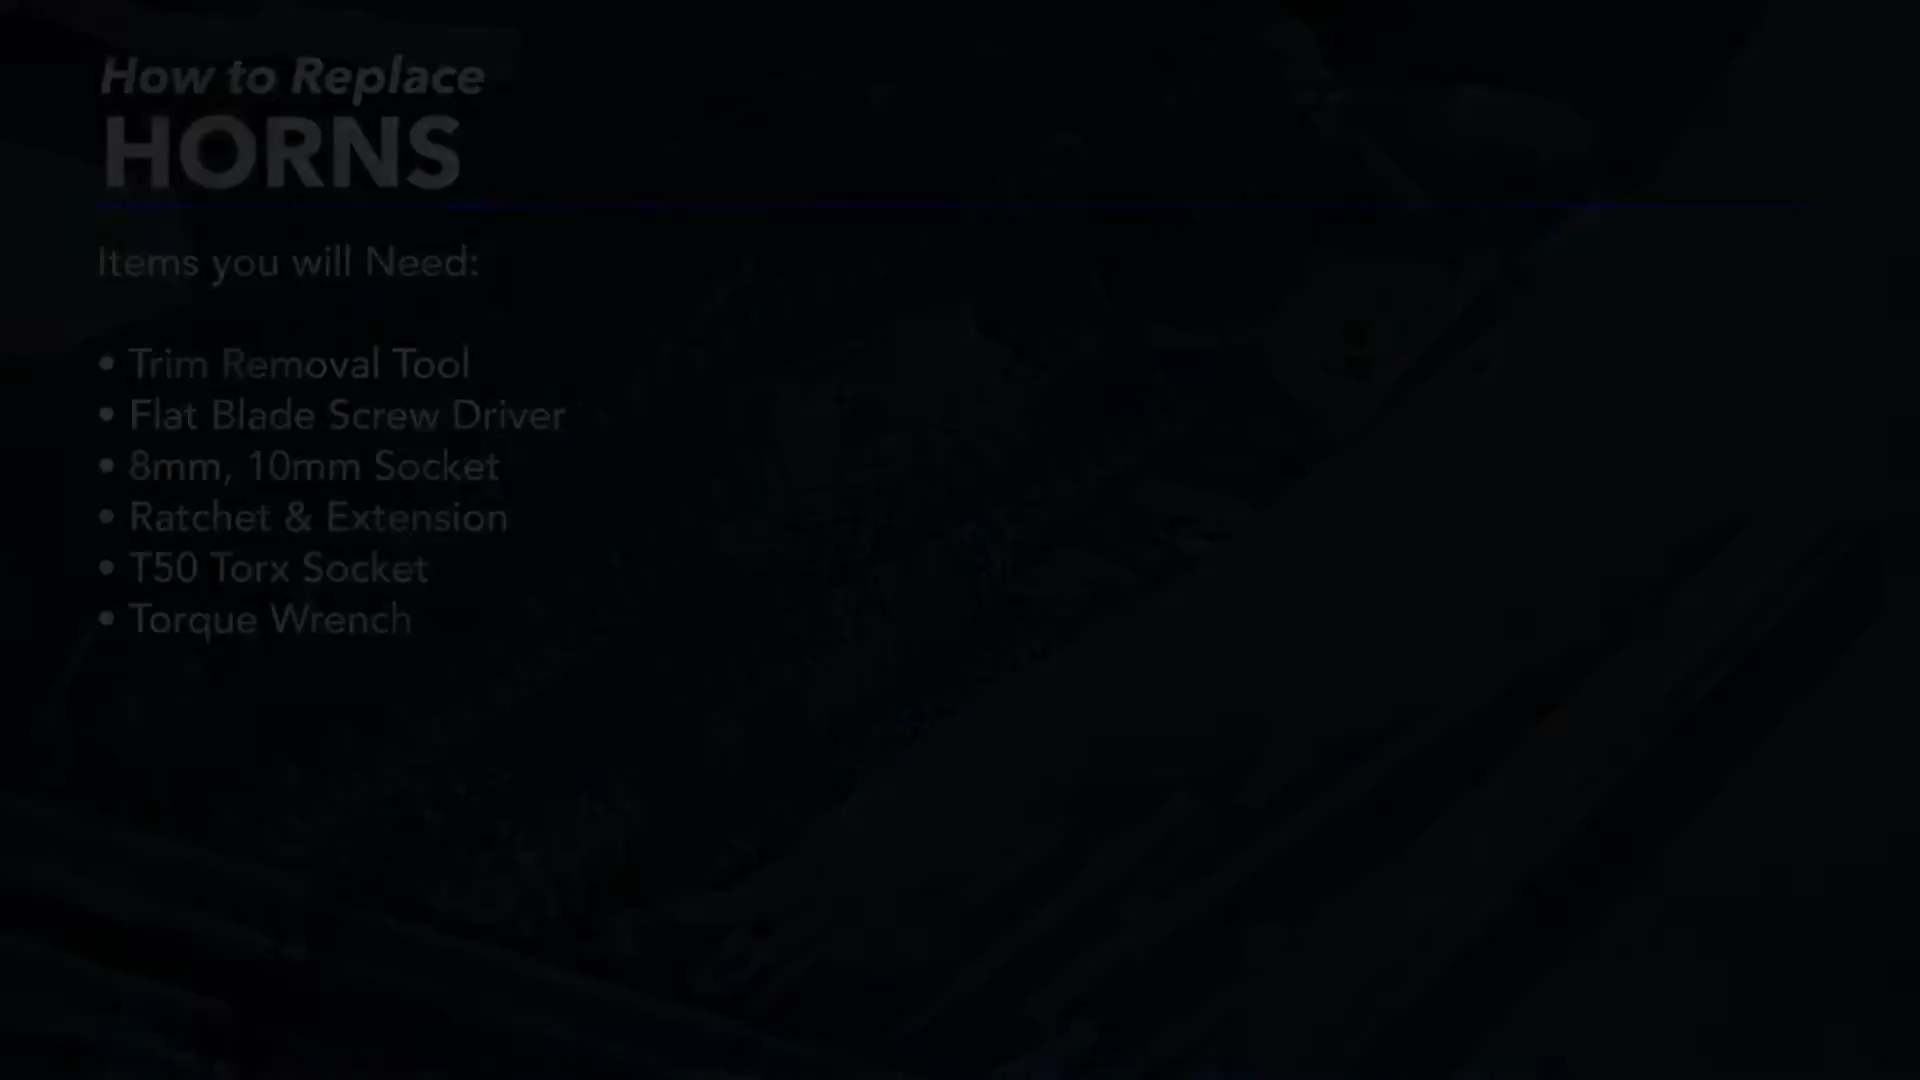 How to Replace
HORNS
Items you will Need:
• Trim Removal Tool
• Flat Blade Screw Driver
• 8mm, 10mm Socket
• Ratchet & Extension
• T50 Torx Socket
• Torque Wrench